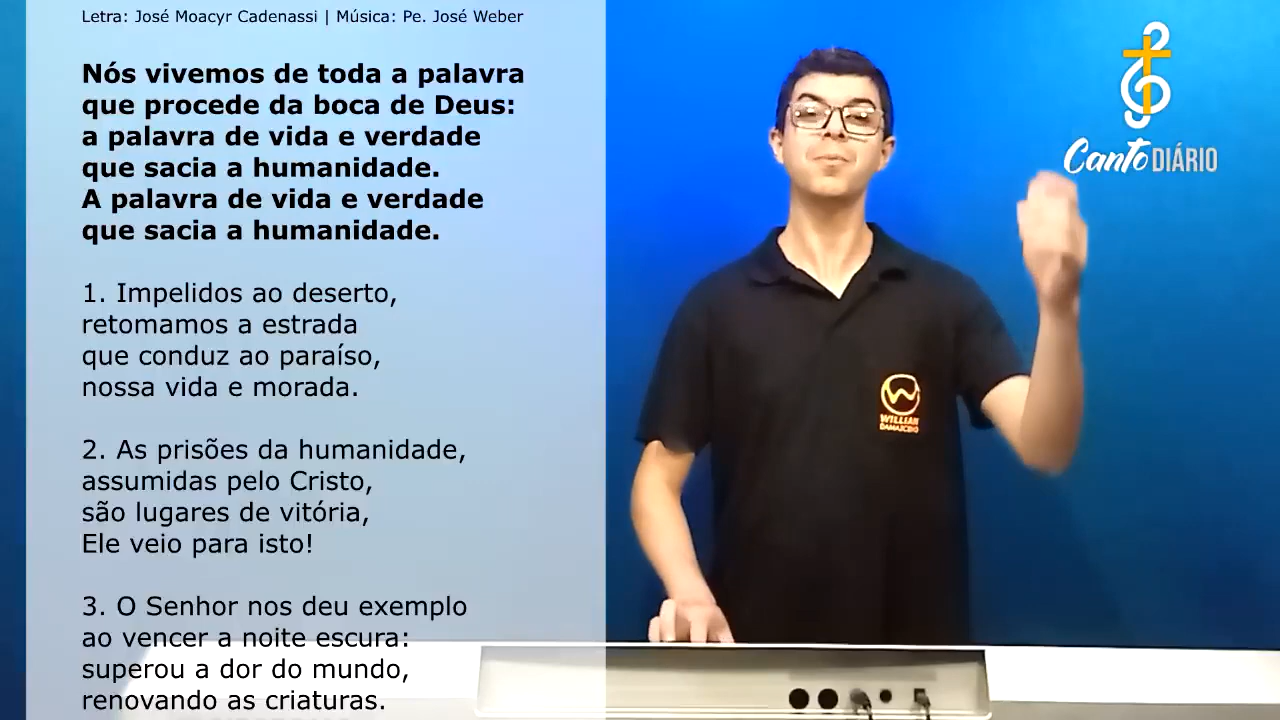 Letra: José Moacyr Cadenassi | Música: Pe. José Weber
Nós vivemos de toda a palavra
que procede da boca de Deus:
a palavra de vida e verdade
que sacia a humanidade.
A palavra de vida e verdade
que sacia a humanidade.
1. Impelidos ao deserto,
retomamos a estrada
que conduz ao paraíso,
nossa vida e morada.
2. As prisões da humanidade,
assumidas pelo Cristo,
são lugares de vitória,
Ele veio para isto!
3. O Senhor nos deu exemplo
ao vencer a noite escura:
superou a dor do mundo,
renovando as criaturas.
Canto DIÁRIO
WILLIAN
DAMASCENO